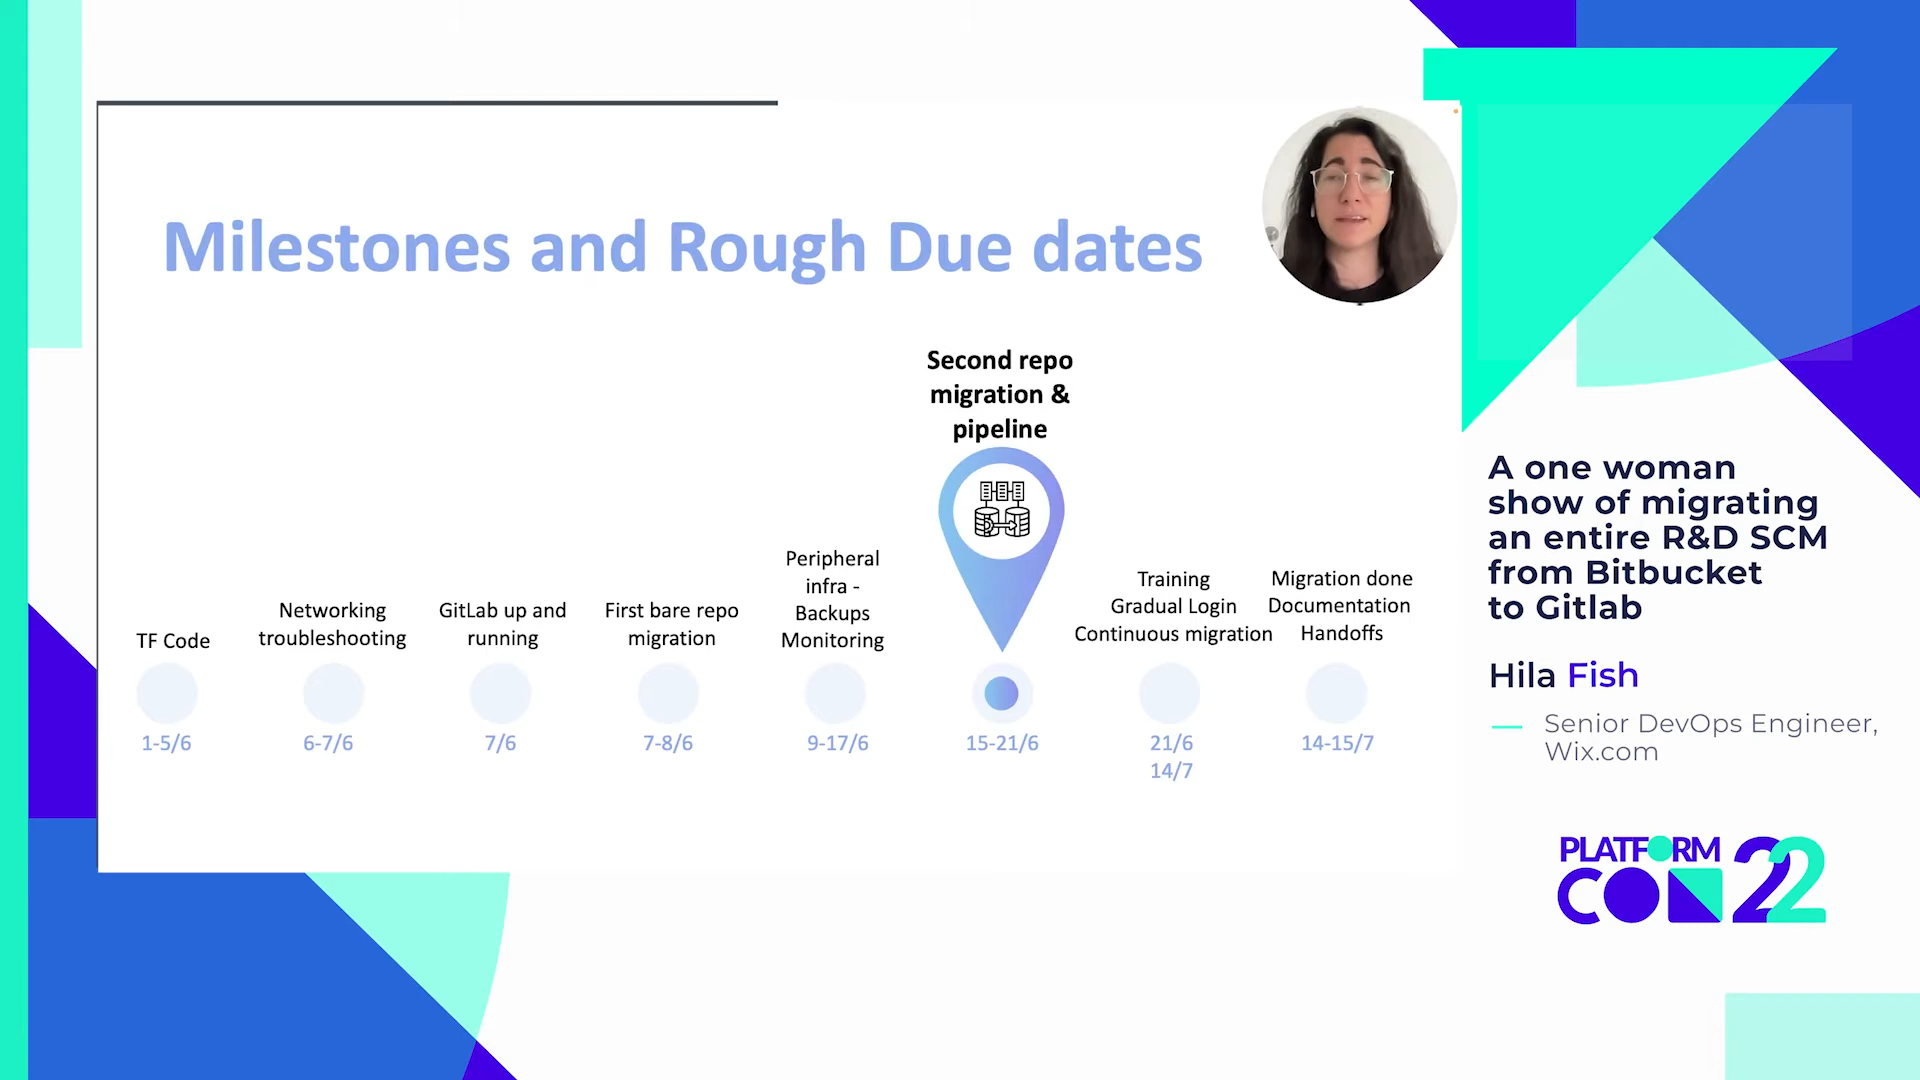 Milestones and Rough Due dates
Second repo
migration &
pipeline
TF Code
1-5/6
Networking
troubleshooting
6-7/6
GitLab up and
running
7/6
First bare repo
migration
7-8/6
Peripheral
infra -
Backups
Monitoring
9-17/6
15-21/6
Training
Gradual Login
Continuous migration
21/6
14/7
Migration done
Documentation
Handoffs
14-15/7
A one woman
show of migrating
an entire R&D SCM
from Bitbucket
to Gitlab
Hila Fish
Senior DevOps Engineer,
Wix.com
PLATFORM
CON 22